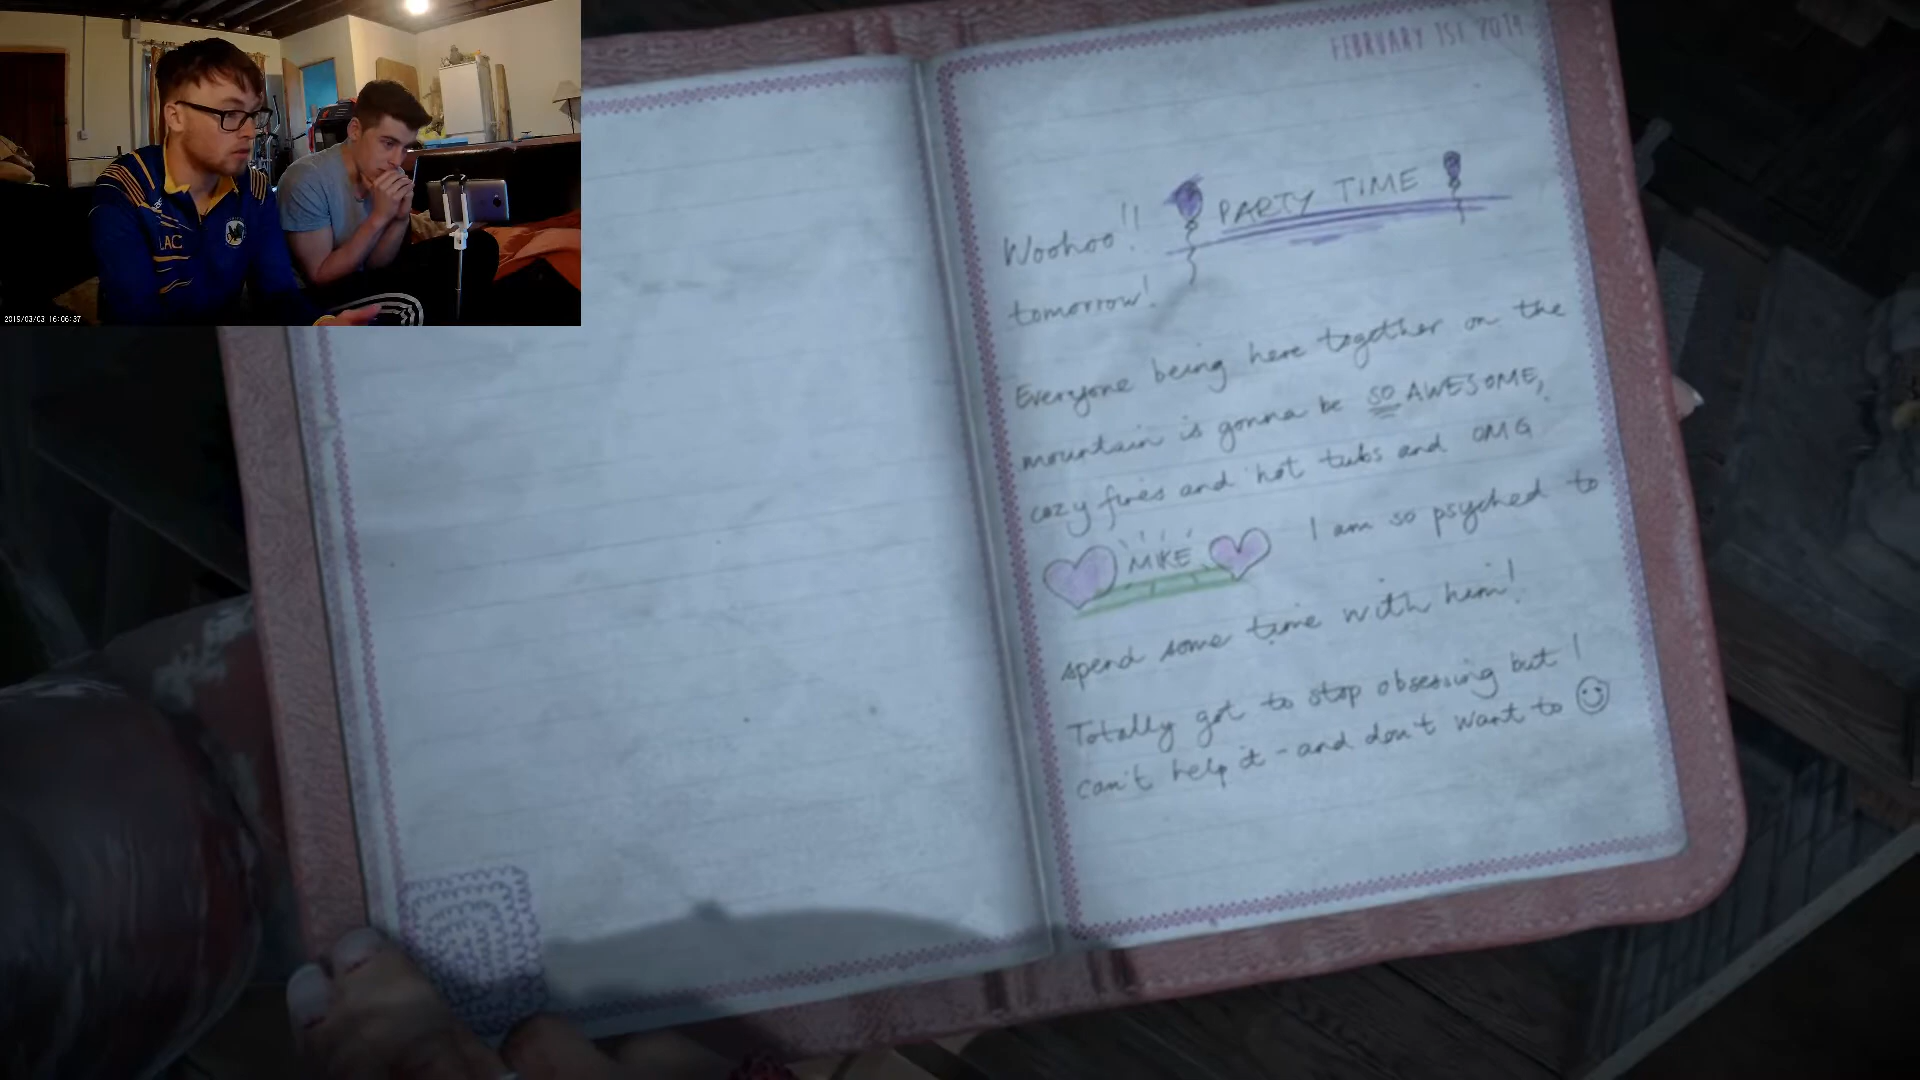 FEBRUARY 1ST 2014
Woohoo!! PARTY TIME
tomorrow!
Everyone being here together on the
mountain is gonna be SO AWESOME,
cozy fires and hot tubs and OMG
MIKE I am so psyched to
spend some time with him!
Totally got to stop obsessing but I
can't help it - and don't want to
LAC
2015/03/03 16:06:37